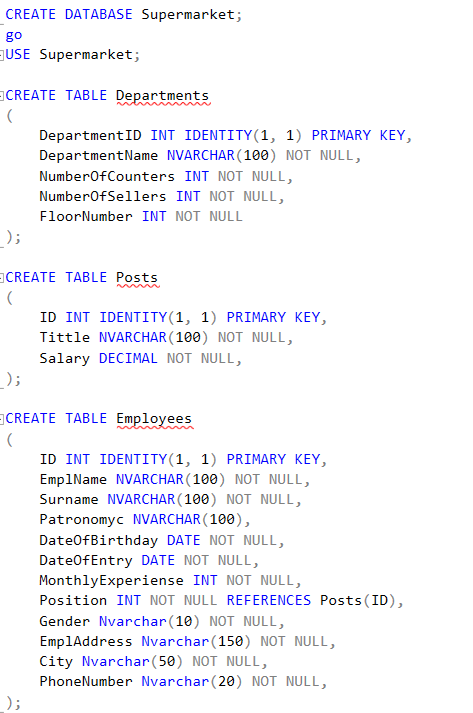 CREATE DATABASE Supermarket;
go
USE Supermarket;
CREATE TABLE Departments
(
DepartmentID INT IDENTITY(1, 1) PRIMARY KEY,
DepartmentName NVARCHAR(100) NOT NULL,
NumberOfCounters INT NOT NULL,
NumberOfSellers INT NOT NULL,
FloorNumber INT NOT NULL
);
CREATE TABLE Posts
(
ID INT IDENTITY(1, 1) PRIMARY KEY,
Tittle NVARCHAR(100) NOT NULL,
Salary DECIMAL NOT NULL,
);
CREATE TABLE Employees
(
ID INT IDENTITY(1, 1) PRIMARY KEY,
EmplName NVARCHAR(100) NOT NULL,
Surname NVARCHAR(100) NOT NULL,
Patronomyc NVARCHAR(100),
DateOfBirthday DATE NOT NULL,
DateOfEntry DATE NOT NULL,
MonthlyExperiense INT NOT NULL,
Position INT NOT NULL REFERENCES Posts(ID),
Gender Nvarchar(10) NOT NULL,
EmplAddress Nvarchar(150) NOT NULL,
City Nvarchar(50) NOT NULL,
PhoneNumber Nvarchar(20) NOT NULL,
);